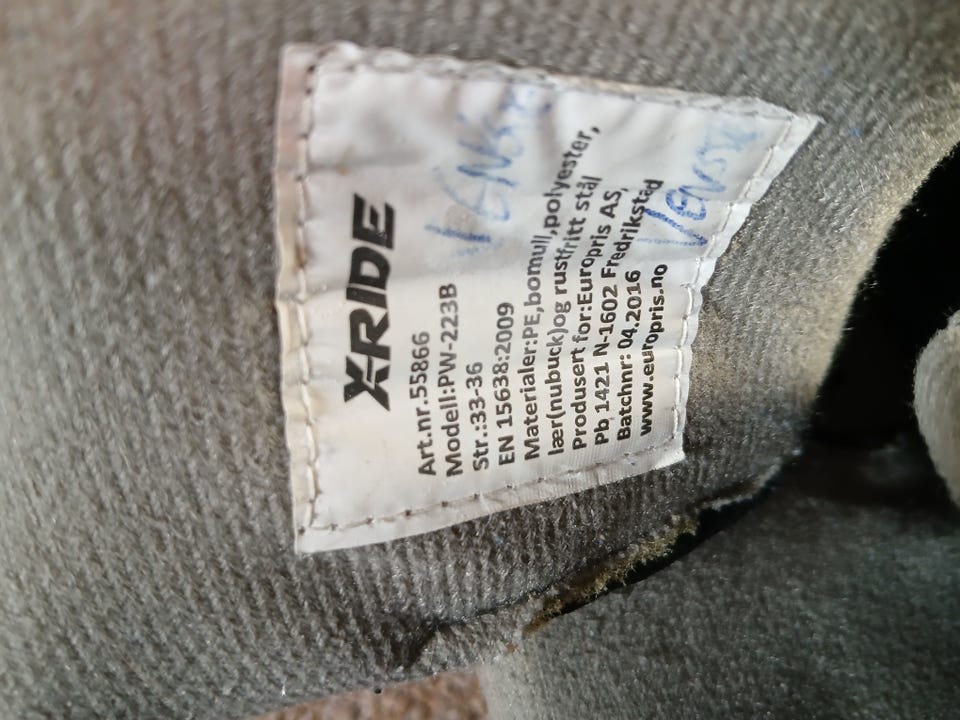 X-RIDE
Art.nr.55866
Modell:PW-223B
Str.:33-36
EN 15638:2009
Materialer:PE,bomull,polyester,
lær(nubuck)og rustfritt stål
Produsert for:Europris AS,
Pb 1421 N-1602 Fredrikstad
Batchnr: 04.2016
www.europris.no